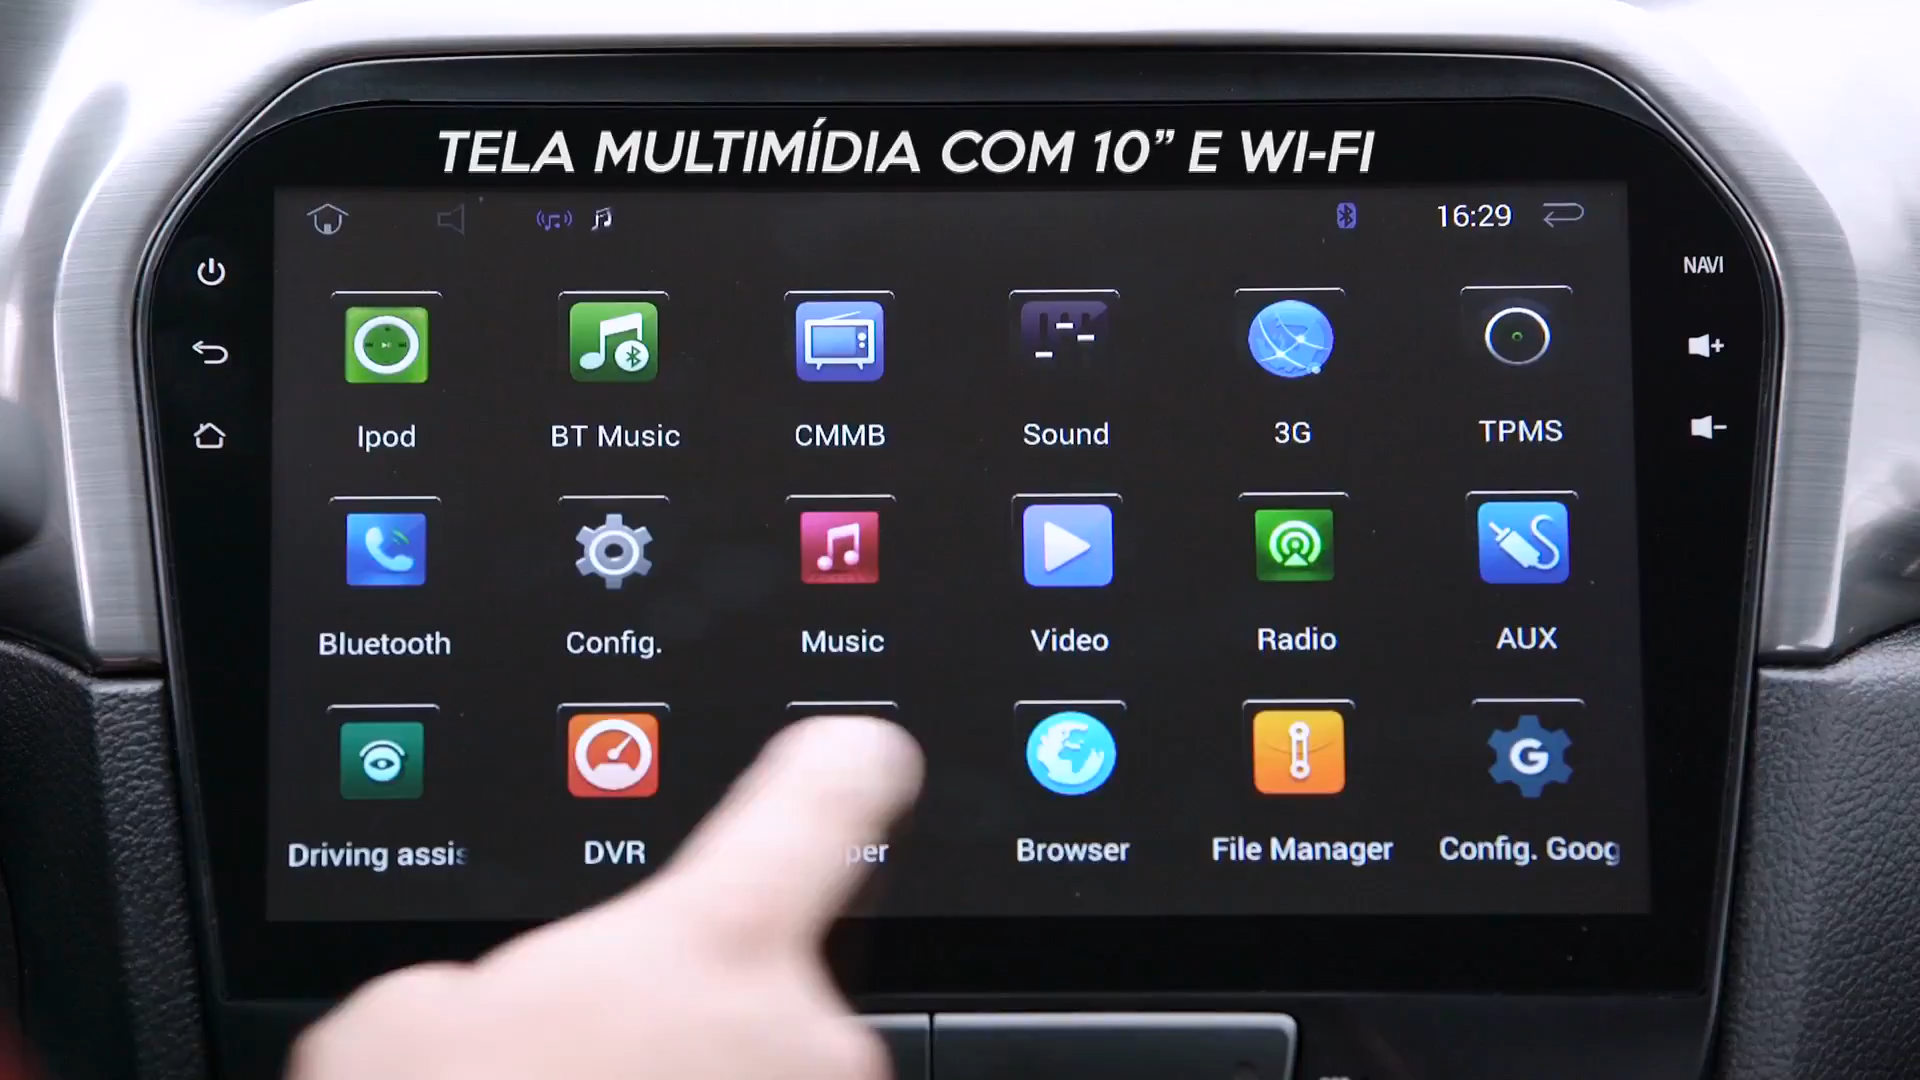 TELA MULTIMÍDIA COM 10” E WI-FI
16:29
NAVI
Ipod
BT Music
CMMB
Sound
3G
TPMS
Bluetooth
Config.
Music
Video
Radio
AUX
Driving assis
DVR
Browser
File Manager
Config. Goog